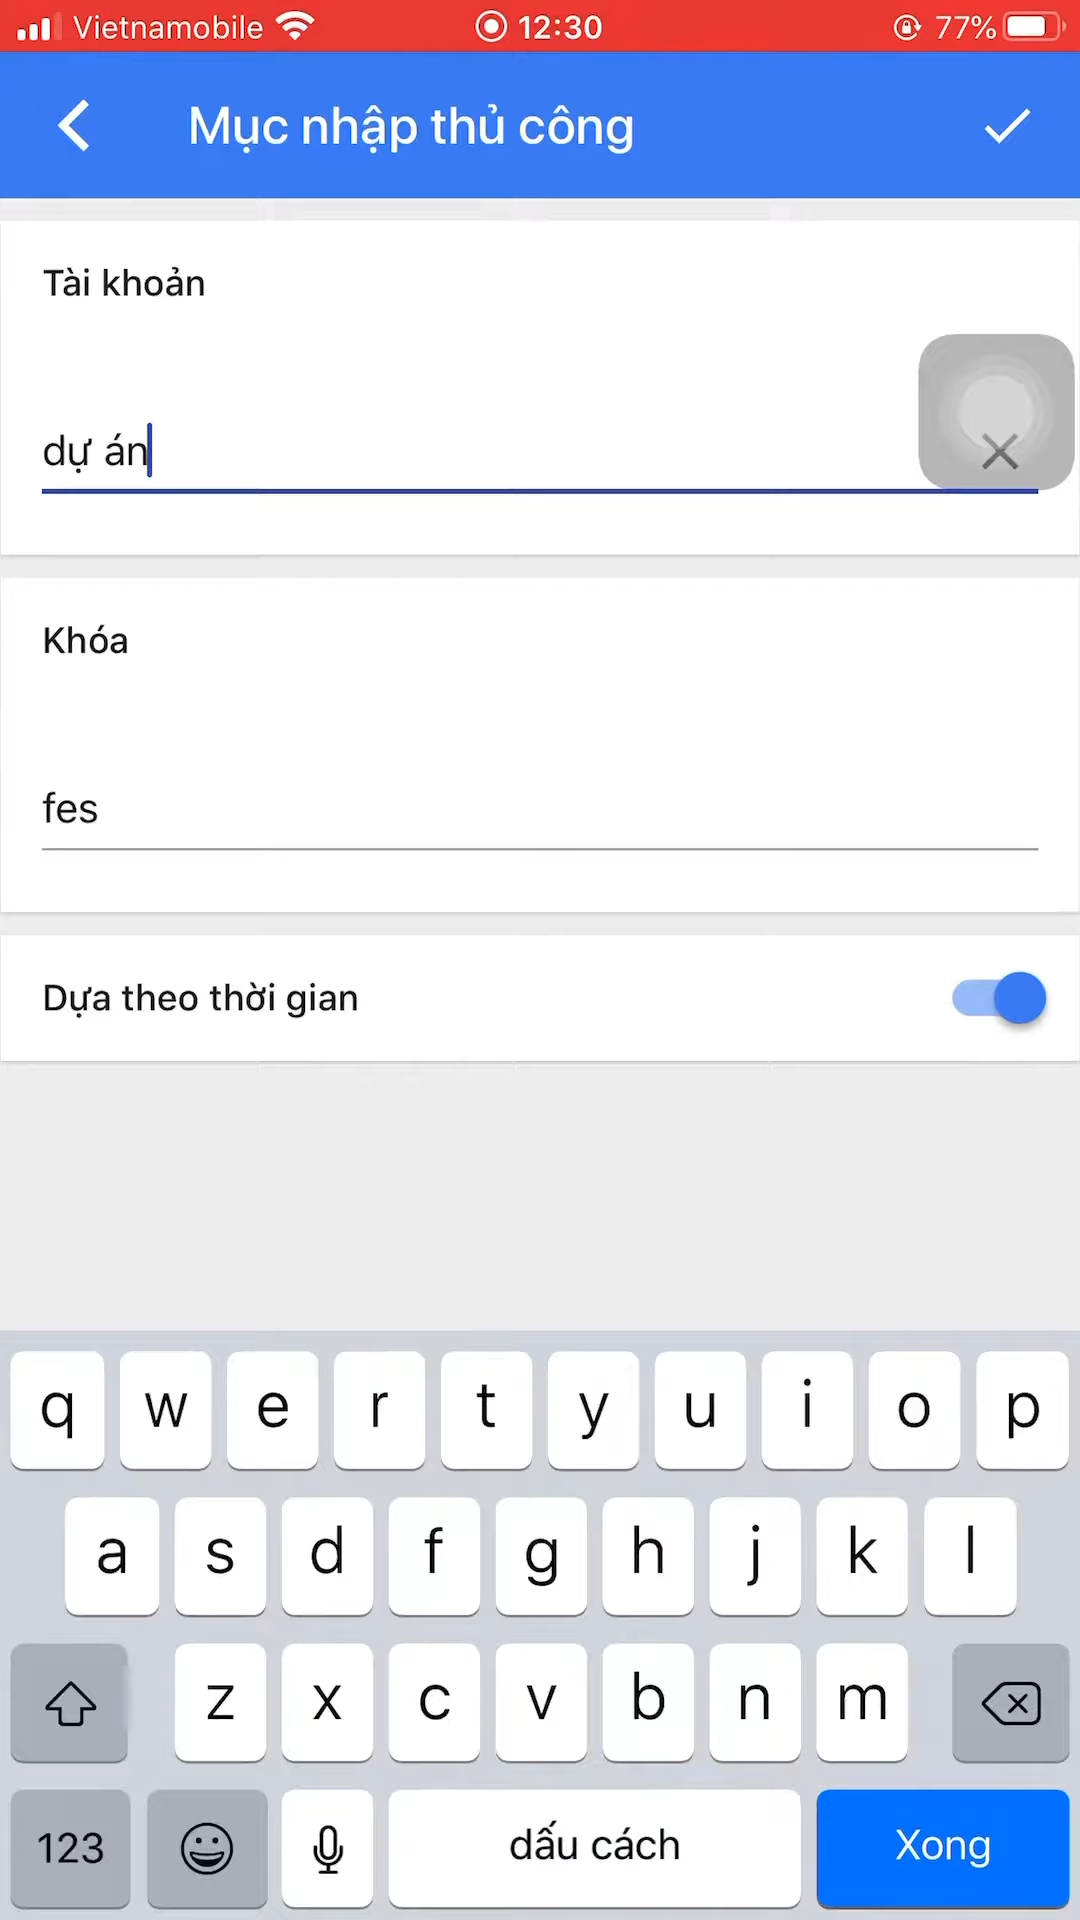 Vietnamobile 12:30 77%
Mục nhập thủ công
Tài khoản
dự án
Khóa
fes
Dựa theo thời gian
q w e r t y u i o p
a s d f g h j k l
z x c v b n m
123 dấu cách Xong